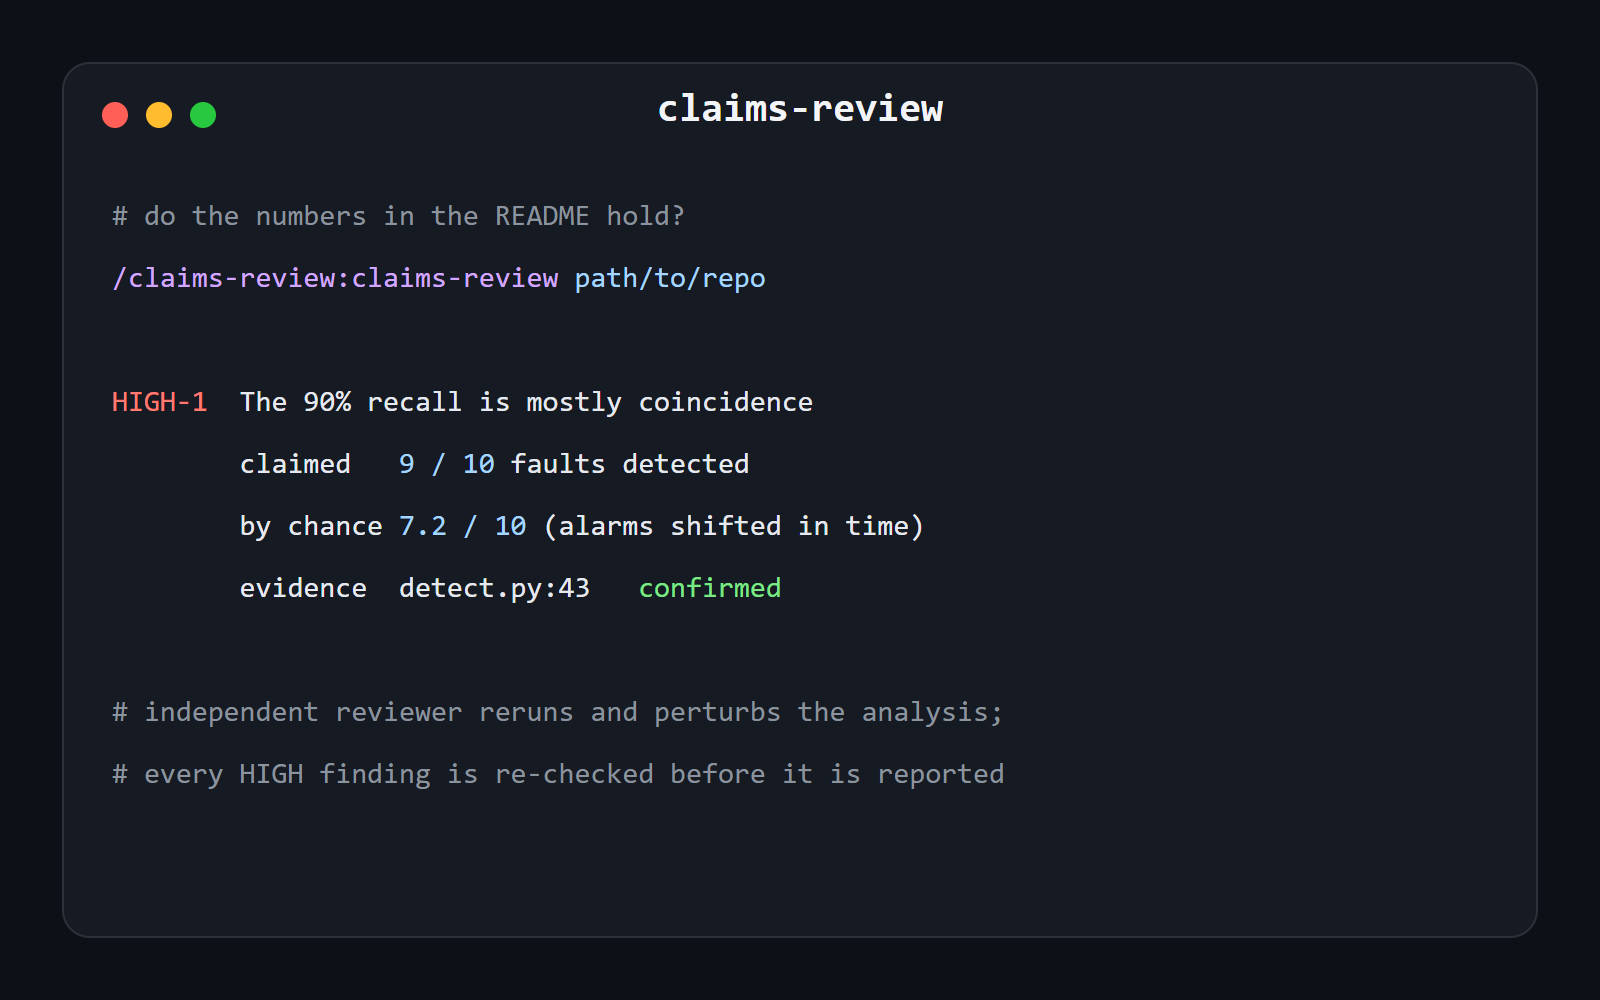 claims-review
# do the numbers in the README hold?
/claims-review:claims-review path/to/repo
HIGH-1  The 90% recall is mostly coincidence
claimed   9 / 10 faults detected
by chance 7.2 / 10 (alarms shifted in time)
evidence  detect.py:43   confirmed
# independent reviewer reruns and perturbs the analysis;
# every HIGH finding is re-checked before it is reported